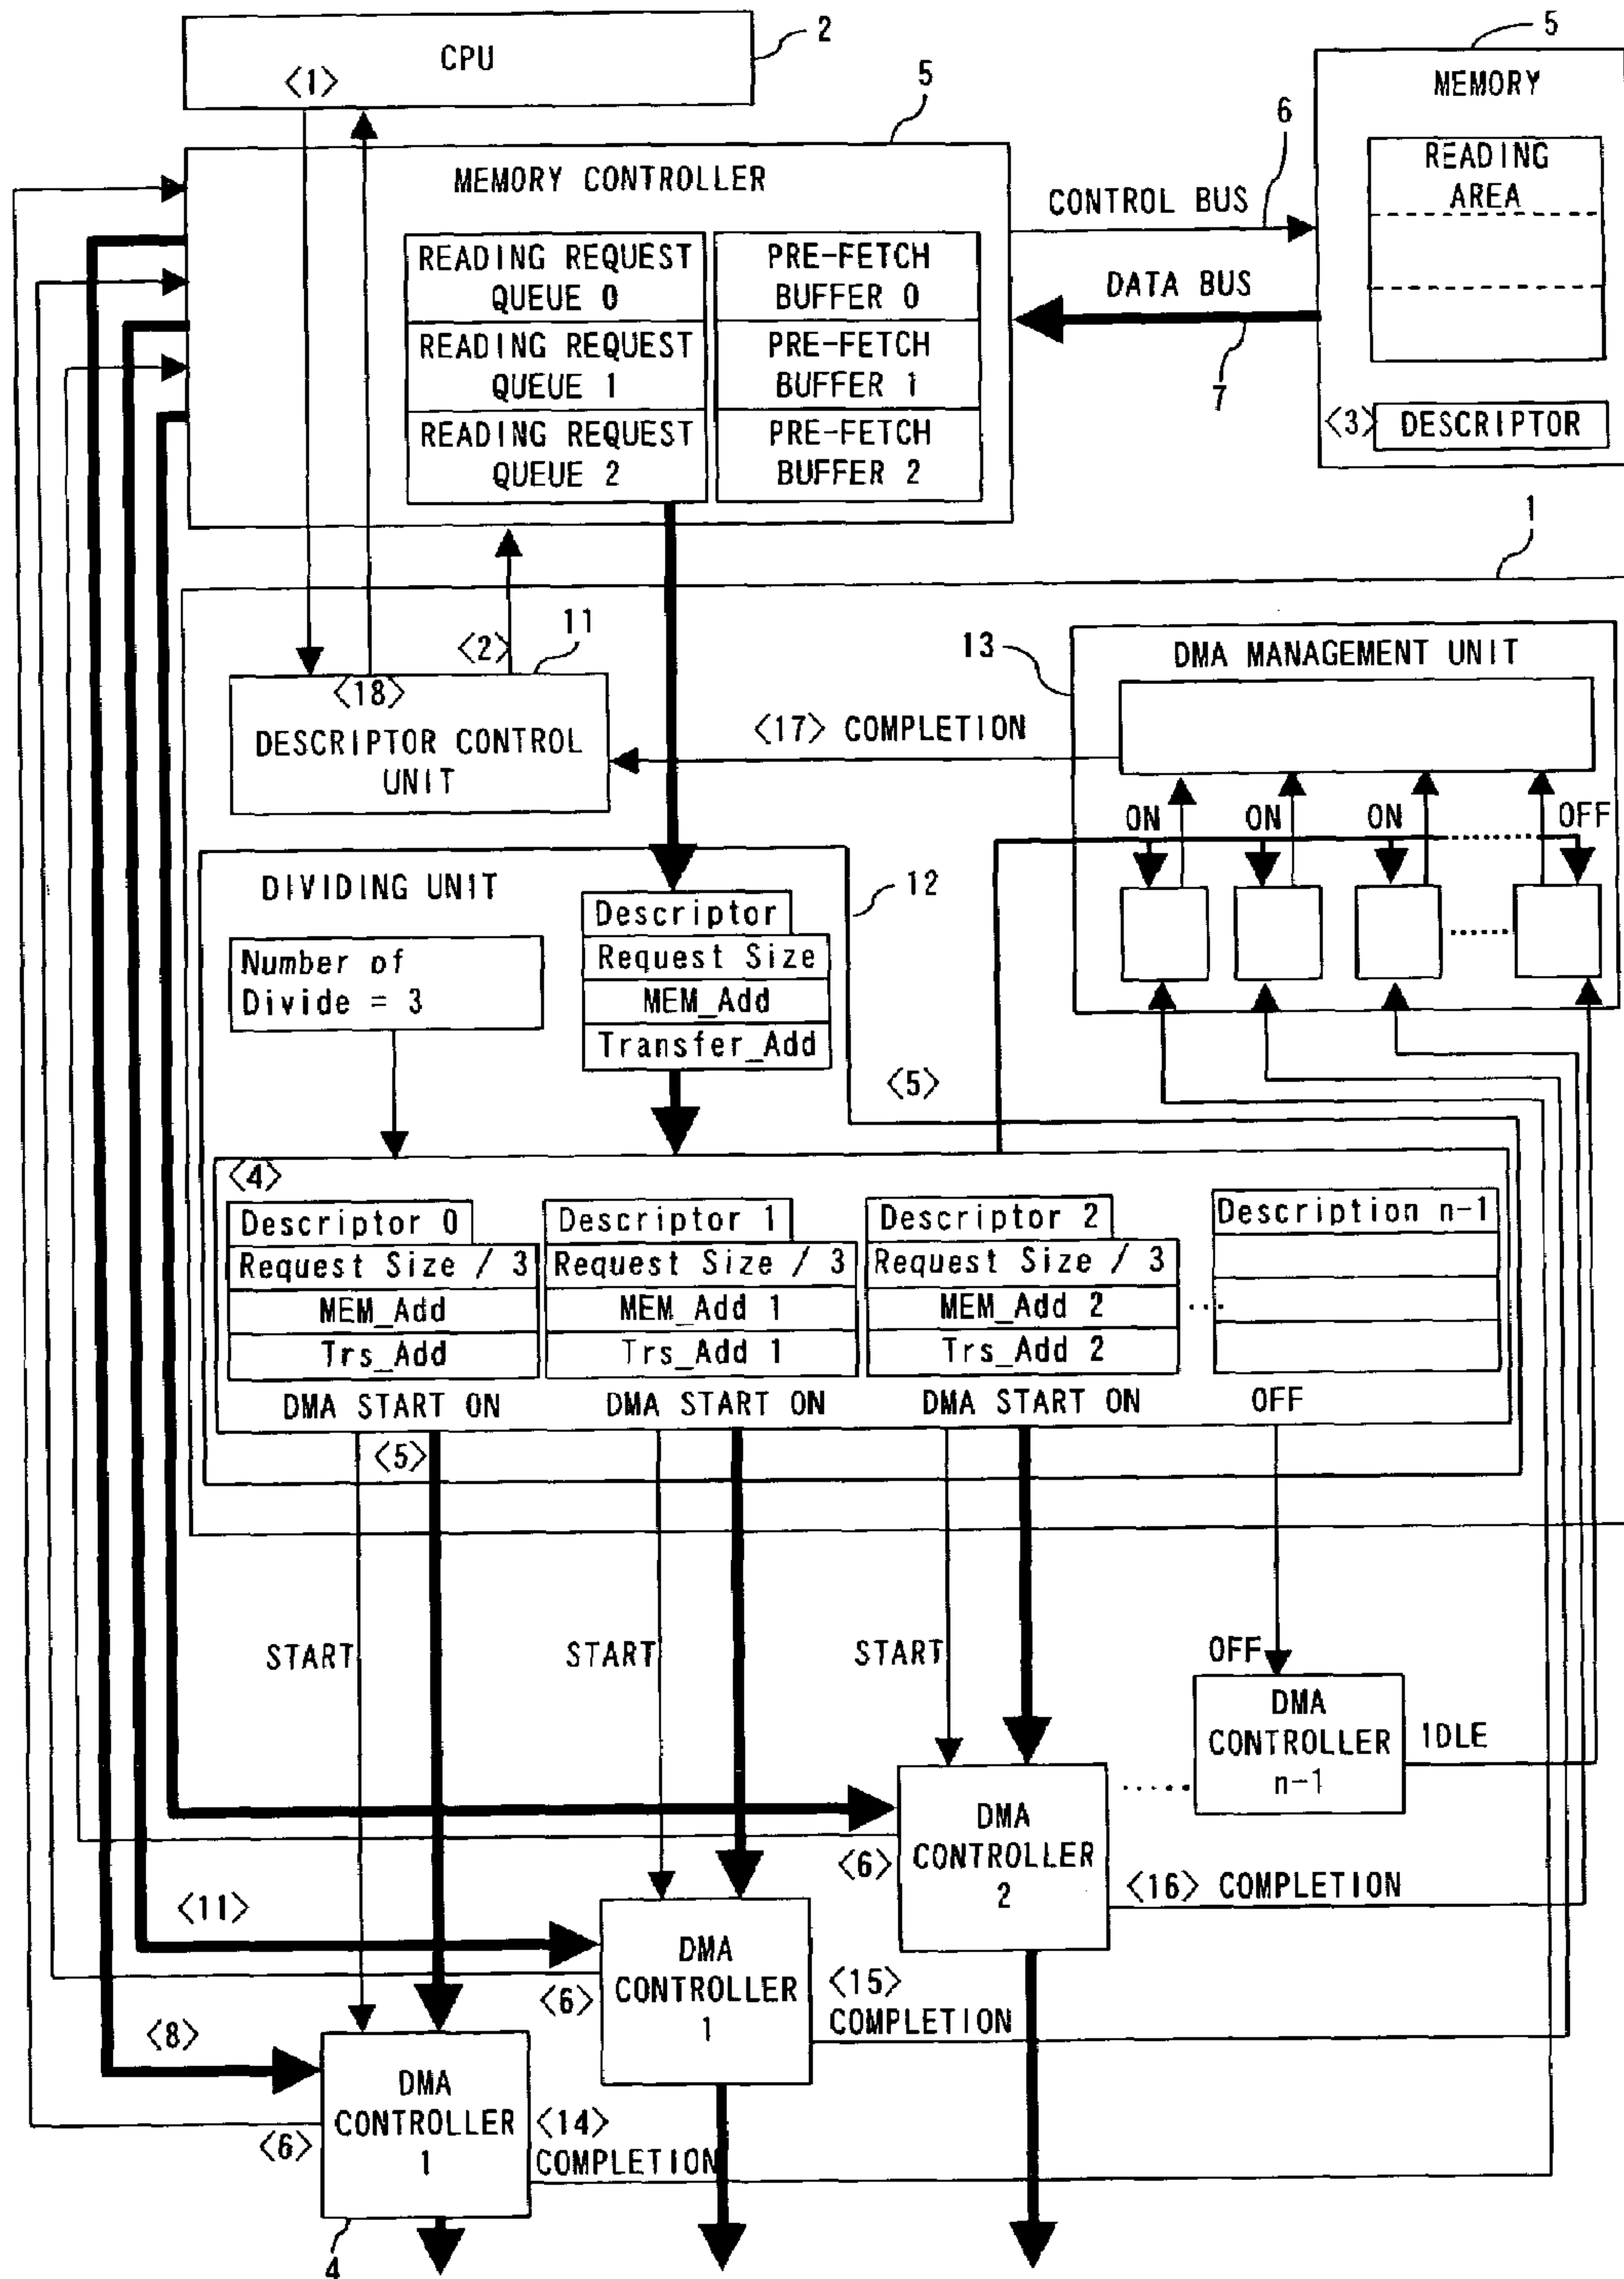 CPU
2
<1>
5
MEMORY
READING
AREA
<3>
DESCRIPTOR
5
MEMORY CONTROLLER
READING REQUEST
QUEUE 0
PRE-FETCH
BUFFER 0
READING REQUEST
QUEUE 1
PRE-FETCH
BUFFER 1
READING REQUEST
QUEUE 2
PRE-FETCH
BUFFER 2
6
CONTROL BUS
DATA BUS
7
1
<2>
11
<18>
DESCRIPTOR CONTROL
UNIT
13
DMA MANAGEMENT UNIT
<17> COMPLETION
ON
ON
ON
OFF
12
DIVIDING UNIT
Number of
Divide = 3
Descriptor
Request Size
MEM_Add
Transfer_Add
<5>
<4>
Descriptor 0
Request Size / 3
MEM_Add
Trs_Add
DMA START ON
Descriptor 1
Request Size / 3
MEM_Add 1
Trs_Add 1
DMA START ON
Descriptor 2
Request Size / 3
MEM_Add 2
Trs_Add 2
DMA START ON
Description n-1
OFF
<5>
START
START
START
OFF
DMA
CONTROLLER
n-1
1DLE
DMA
CONTROLLER
2
<6>
<16> COMPLETION
<11>
DMA
CONTROLLER
1
<6>
<15>
COMPLETION
<8>
DMA
CONTROLLER
1
<6>
<14>
COMPLETION
4